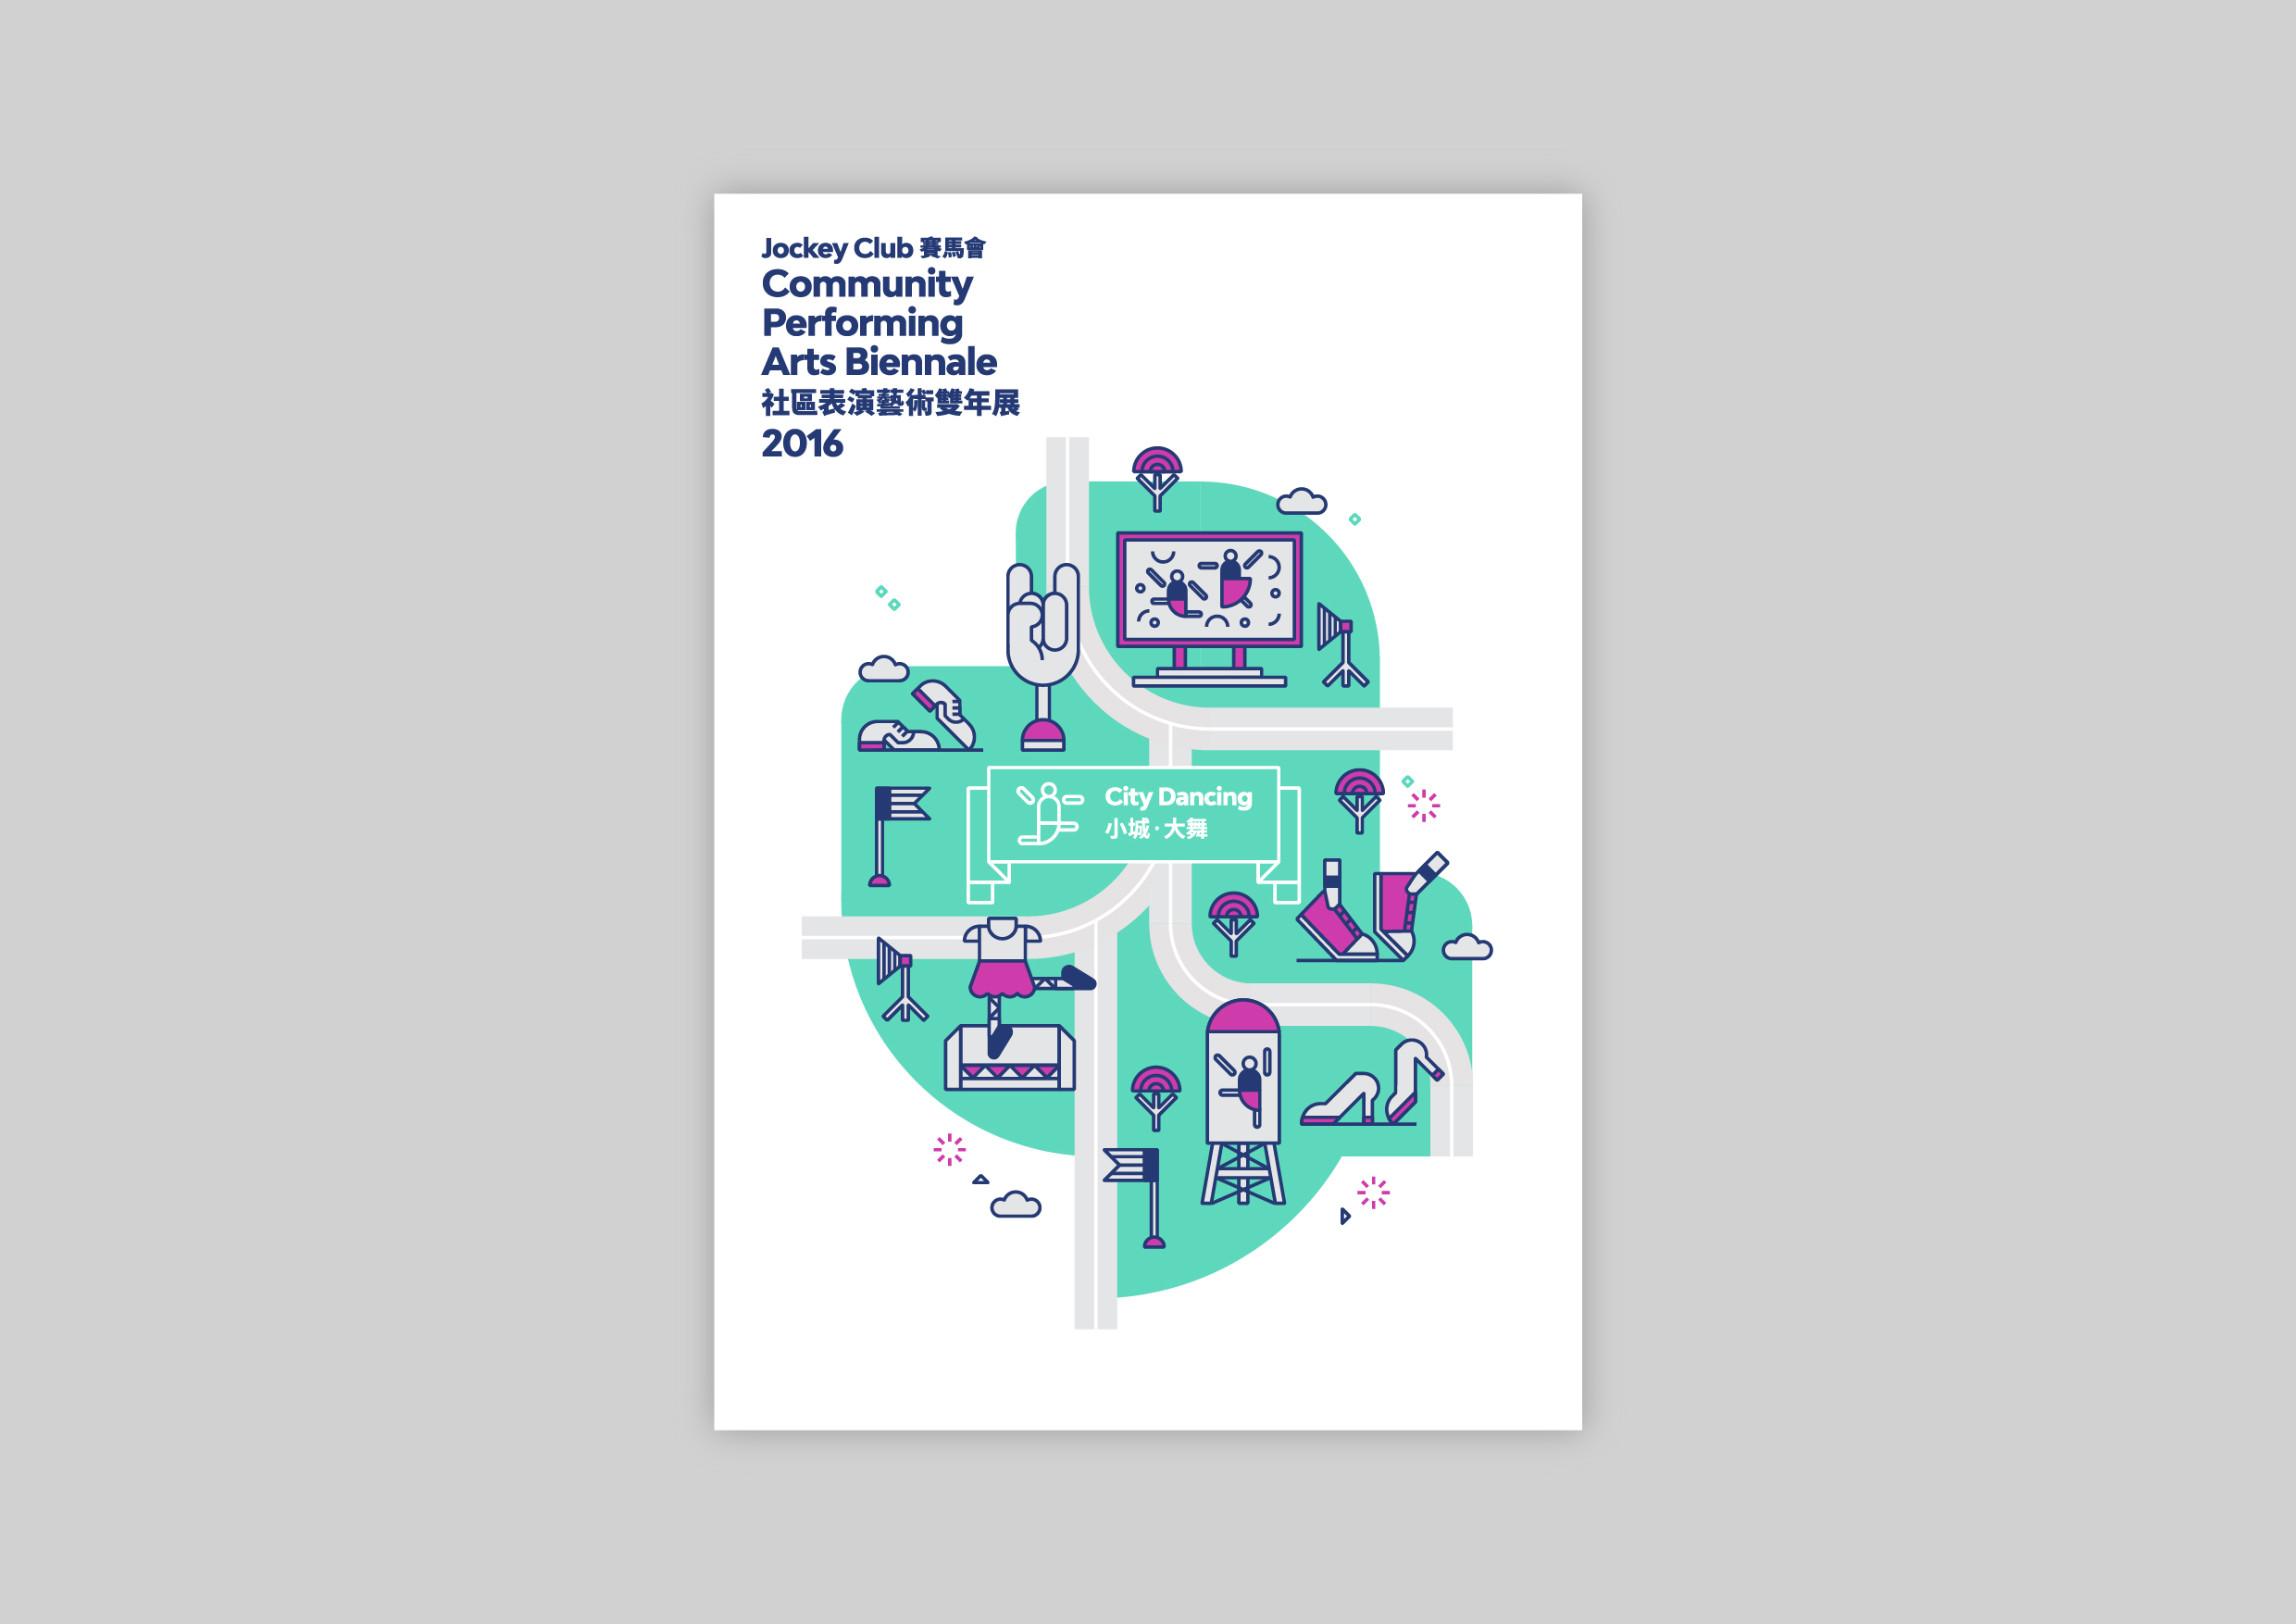 Jockey Club 賽馬會
Community
Performing
Arts Biennale
社區表演藝術雙年展
2016
City Dancing
小城·大舞